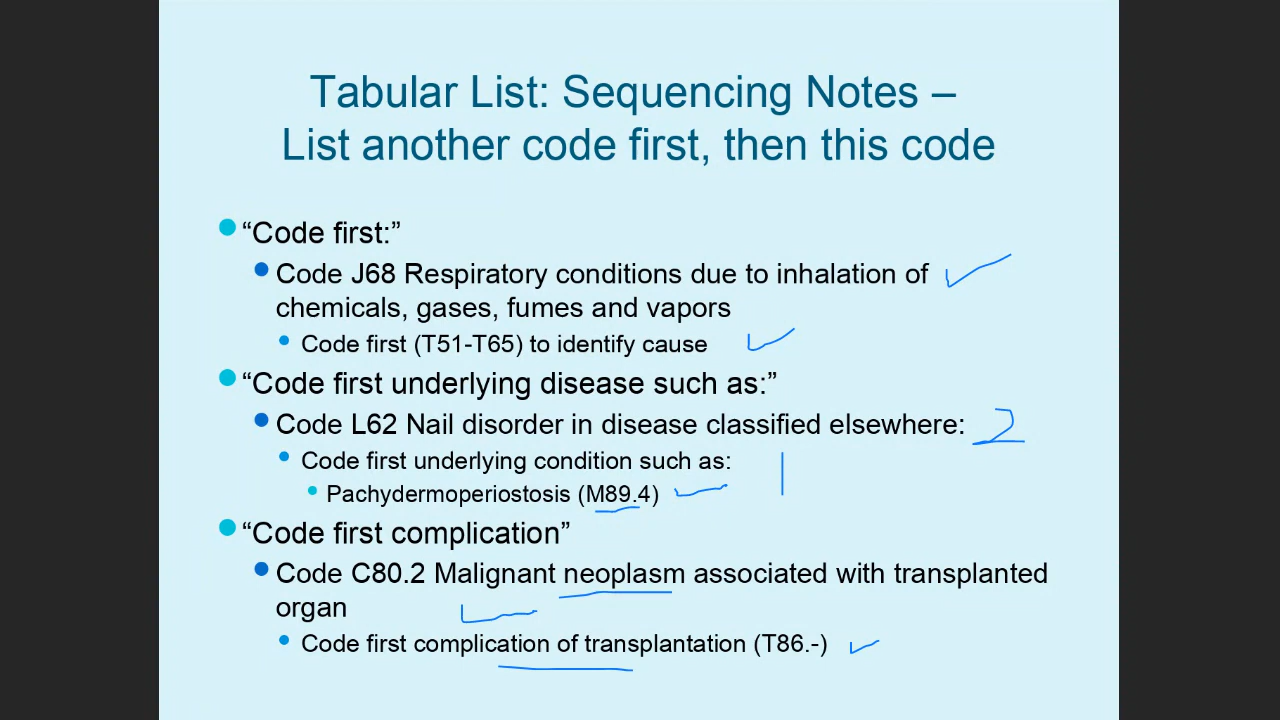 Tabular List: Sequencing Notes –
List another code first, then this code
“Code first:”
Code J68 Respiratory conditions due to inhalation of
chemicals, gases, fumes and vapors
Code first (T51-T65) to identify cause
“Code first underlying disease such as:”
Code L62 Nail disorder in disease classified elsewhere: 2
Code first underlying condition such as: 1
Pachydermoperiostosis (M89.4)
“Code first complication”
Code C80.2 Malignant neoplasm associated with transplanted
organ
Code first complication of transplantation (T86.-)